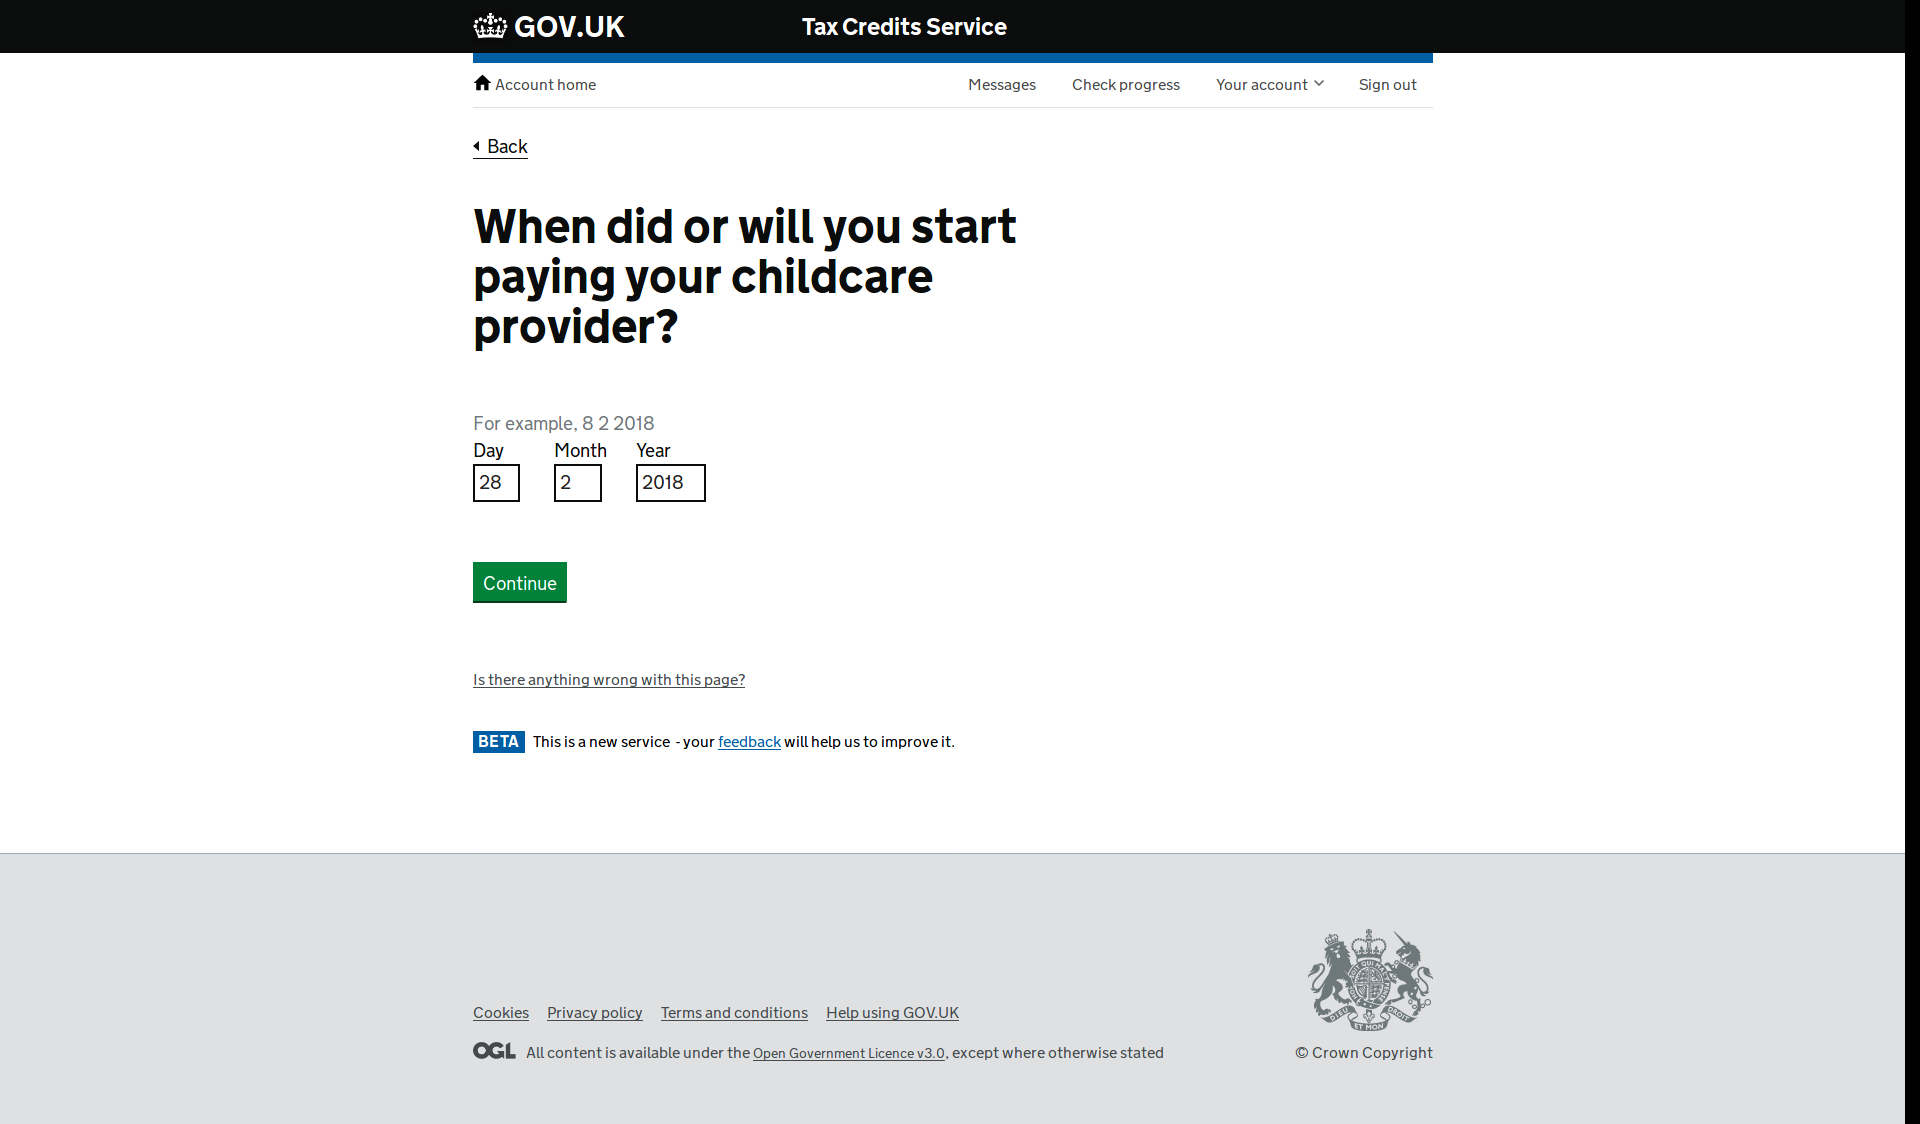 GOV.UK
Tax Credits Service
Account home
Messages
Check progress
Your account
Sign out
Back
When did or will you start
paying your childcare
provider?
For example, 8 2 2018
Day Month Year
28 2 2018
Continue
Is there anything wrong with this page?
BETA This is a new service - your feedback will help us to improve it.
Cookies Privacy policy Terms and conditions Help using GOV.UK
OGL All content is available under the Open Government Licence v3.0, except where otherwise stated
DIEU ET MON DROIT
© Crown Copyright